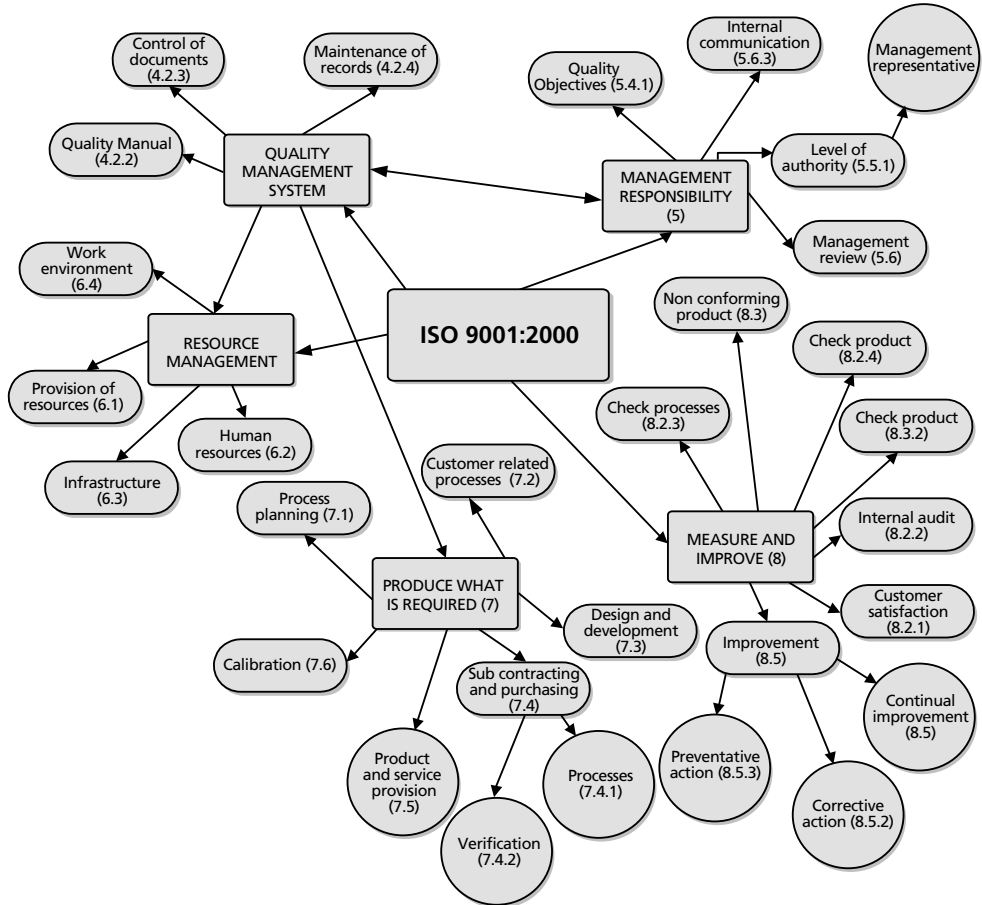 Control of
documents
(4.2.3)
Maintenance of
records (4.2.4)
Quality Manual
(4.2.2)
QUALITY
MANAGEMENT
SYSTEM
Quality
Objectives (5.4.1)
Internal
communication
(5.6.3)
Management
representative
Level of
authority (5.5.1)
MANAGEMENT
RESPONSIBILITY
(5)
Management
review (5.6)
Work
environment
(6.4)
RESOURCE
MANAGEMENT
Provision of
resources (6.1)
Human
resources (6.2)
Infrastructure
(6.3)
ISO 9001:2000
Non conforming
product (8.3)
Check product
(8.2.4)
Check processes
(8.2.3)
Check product
(8.3.2)
Internal audit
(8.2.2)
MEASURE AND
IMPROVE (8)
Customer
satisfaction
(8.2.1)
Improvement
(8.5)
Continual
improvement
(8.5)
Preventative
action (8.5.3)
Corrective
action (8.5.2)
Customer related
processes (7.2)
Process
planning (7.1)
PRODUCE WHAT
IS REQUIRED (7)
Design and
development
(7.3)
Calibration (7.6)
Sub contracting
and purchasing
(7.4)
Product
and service
provision
(7.5)
Processes
(7.4.1)
Verification
(7.4.2)